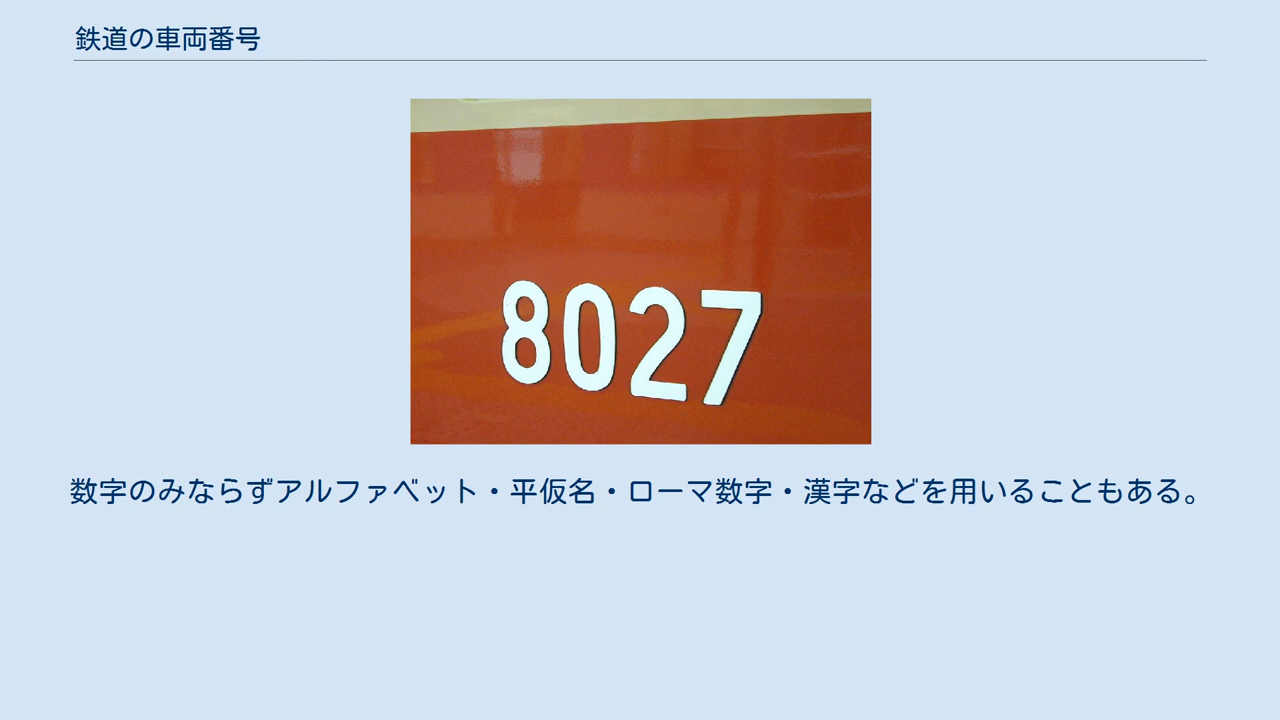 鉄道の車両番号
8027
数字のみならずアルファベット・平仮名・ローマ数字・漢字などを用いることもある。